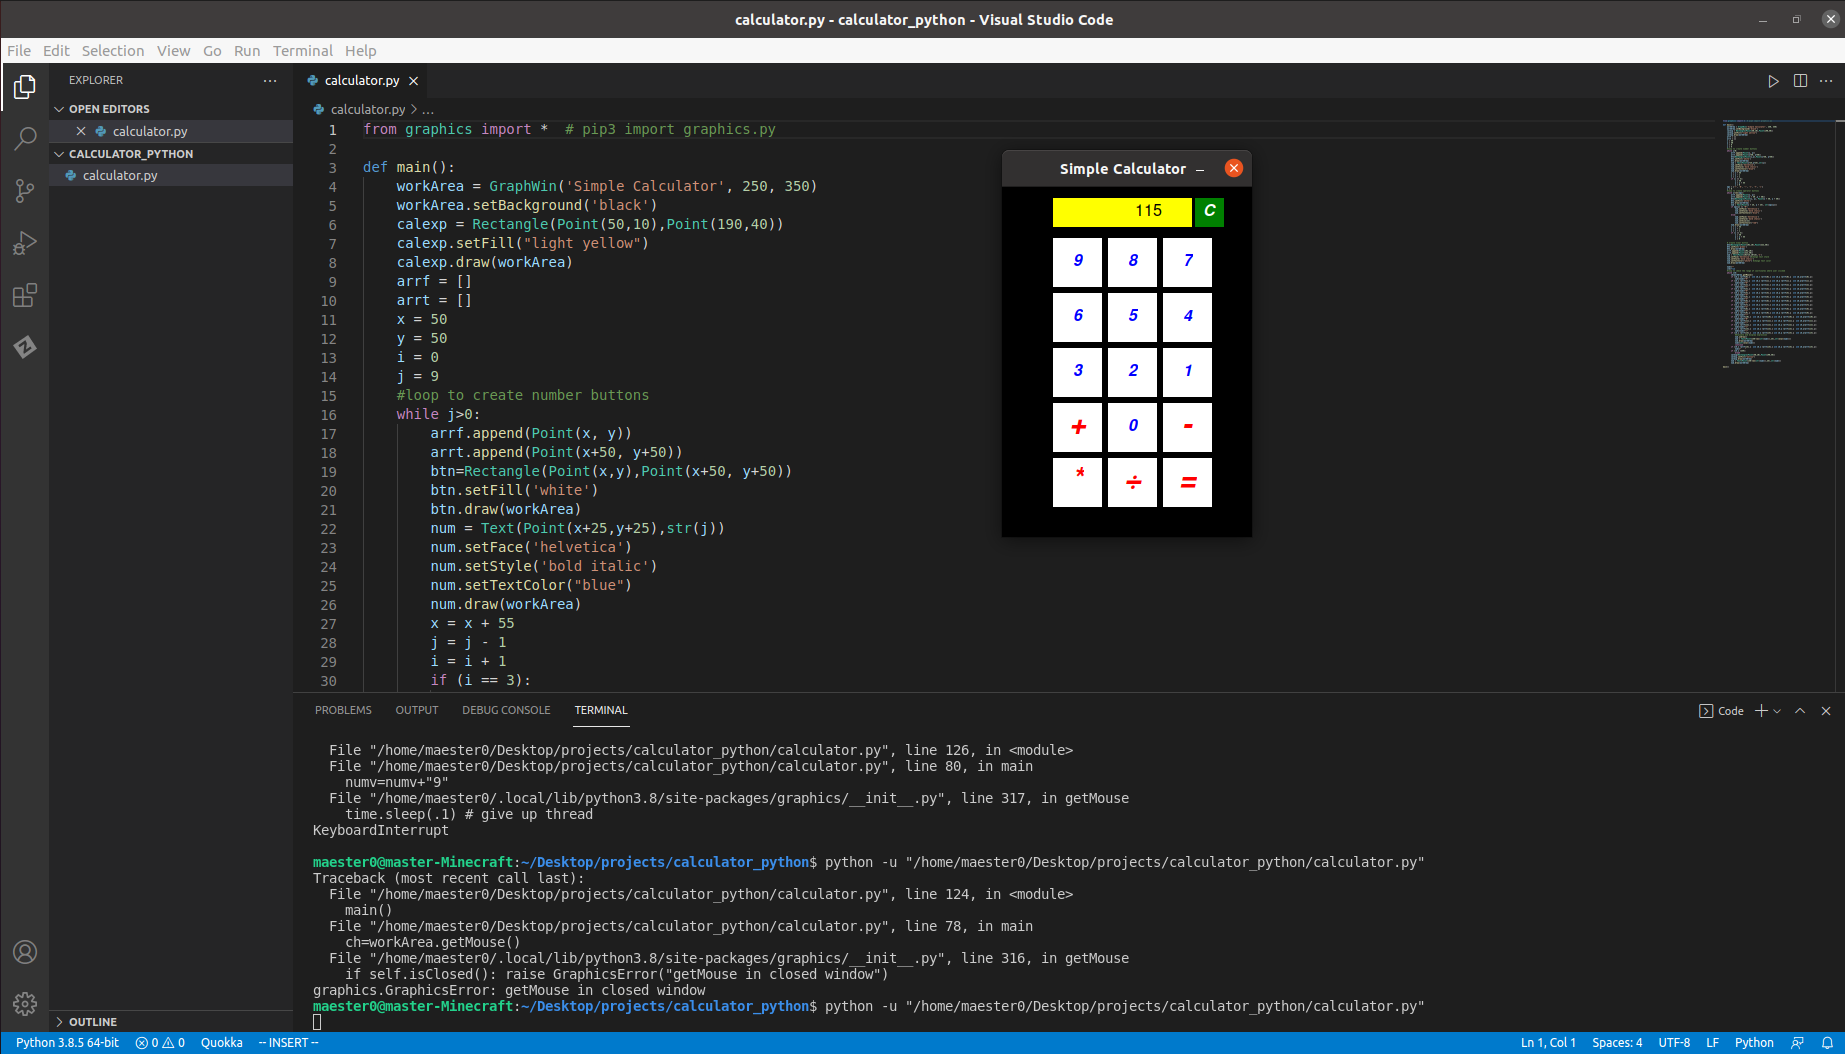 calculator.py - calculator_python - Visual Studio Code
File Edit Selection View Go Run Terminal Help
EXPLORER
OPEN EDITORS
calculator.py
CALCULATOR_PYTHON
calculator.py
OUTLINE
calculator.py
calculator.py > ...
1 from graphics import *  # pip3 import graphics.py
2
3 def main():
4     workArea = GraphWin('Simple Calculator', 250, 350)
5     workArea.setBackground('black')
6     calexp = Rectangle(Point(50,10),Point(190,40))
7     calexp.setFill("light yellow")
8     calexp.draw(workArea)
9     arrf = []
10     arrt = []
11     x = 50
12     y = 50
13     i = 0
14     j = 9
15     #loop to create number buttons
16     while j>0:
17         arrf.append(Point(x, y))
18         arrt.append(Point(x+50, y+50))
19         btn=Rectangle(Point(x,y),Point(x+50, y+50))
20         btn.setFill('white')
21         btn.draw(workArea)
22         num = Text(Point(x+25,y+25),str(j))
23         num.setFace('helvetica')
24         num.setStyle('bold italic')
25         num.setTextColor("blue")
26         num.draw(workArea)
27         x = x + 55
28         j = j - 1
29         i = i + 1
30         if (i == 3):
Simple Calculator
115 C
9 8 7
6 5 4
3 2 1
+ 0 -
* ÷ =
PROBLEMS OUTPUT DEBUG CONSOLE TERMINAL
Code
  File "/home/maester0/Desktop/projects/calculator_python/calculator.py", line 126, in <module>
  File "/home/maester0/Desktop/projects/calculator_python/calculator.py", line 80, in main
    numv=numv+"9"
  File "/home/maester0/.local/lib/python3.8/site-packages/graphics/__init__.py", line 317, in getMouse
    time.sleep(.1) # give up thread
KeyboardInterrupt
maester0@master-Minecraft:~/Desktop/projects/calculator_python$ python -u "/home/maester0/Desktop/projects/calculator_python/calculator.py"
Traceback (most recent call last):
  File "/home/maester0/Desktop/projects/calculator_python/calculator.py", line 124, in <module>
    main()
  File "/home/maester0/Desktop/projects/calculator_python/calculator.py", line 78, in main
    ch=workArea.getMouse()
  File "/home/maester0/.local/lib/python3.8/site-packages/graphics/__init__.py", line 316, in getMouse
    if self.isClosed(): raise GraphicsError("getMouse in closed window")
graphics.GraphicsError: getMouse in closed window
maester0@master-Minecraft:~/Desktop/projects/calculator_python$ python -u "/home/maester0/Desktop/projects/calculator_python/calculator.py"
Python 3.8.5 64-bit 0 0 Quokka -- INSERT -- Ln 1, Col 1 Spaces: 4 UTF-8 LF Python